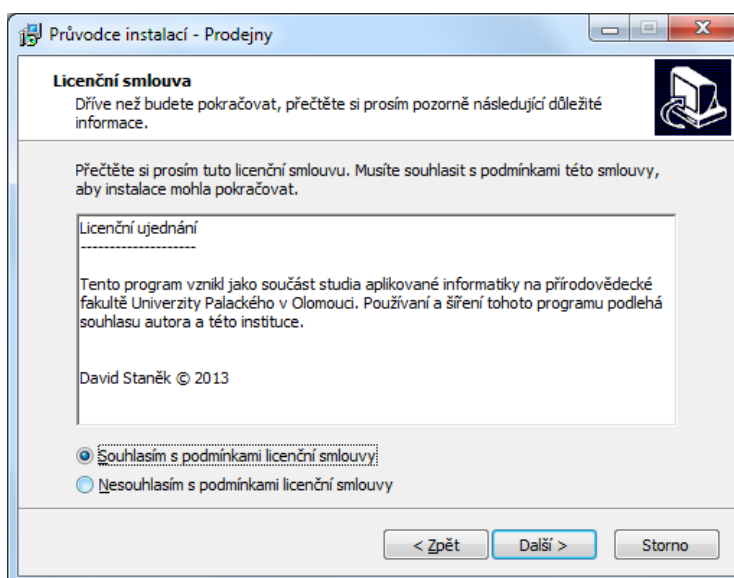 Průvodce instalací - Prodejny
Licenční smlouva
Dříve než budete pokračovat, přečtěte si prosím pozorně následující důležité
informace.
Přečtěte si prosím tuto licenční smlouvu. Musíte souhlasit s podmínkami této smlouvy,
aby instalace mohla pokračovat.
Licenční ujednání
--------------------
Tento program vznikl jako součást studia aplikované informatiky na přírodovědecké
fakultě Univerzity Palackého v Olomouci. Používaní a šíření tohoto programu podlehá
souhlasu autora a této instituce.
David Staněk © 2013
Souhlasím s podmínkami licenční smlouvy
Nesouhlasím s podmínkami licenční smlouvy
< Zpět
Další >
Storno